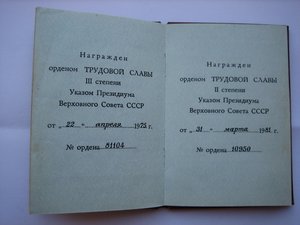 Награжден
орденом ТРУДОВОЙ СЛАВЫ
III степени
Указом Президиума
Верховного Совета СССР
от „ 22 " апреля 1975 г.
№ ордена 81104
Награжден
орденом ТРУДОВОЙ СЛАВЫ
II степени
Указом Президиума
Верховного Совета СССР
от „ 31 " марта 1981 г.
№ ордена 10950